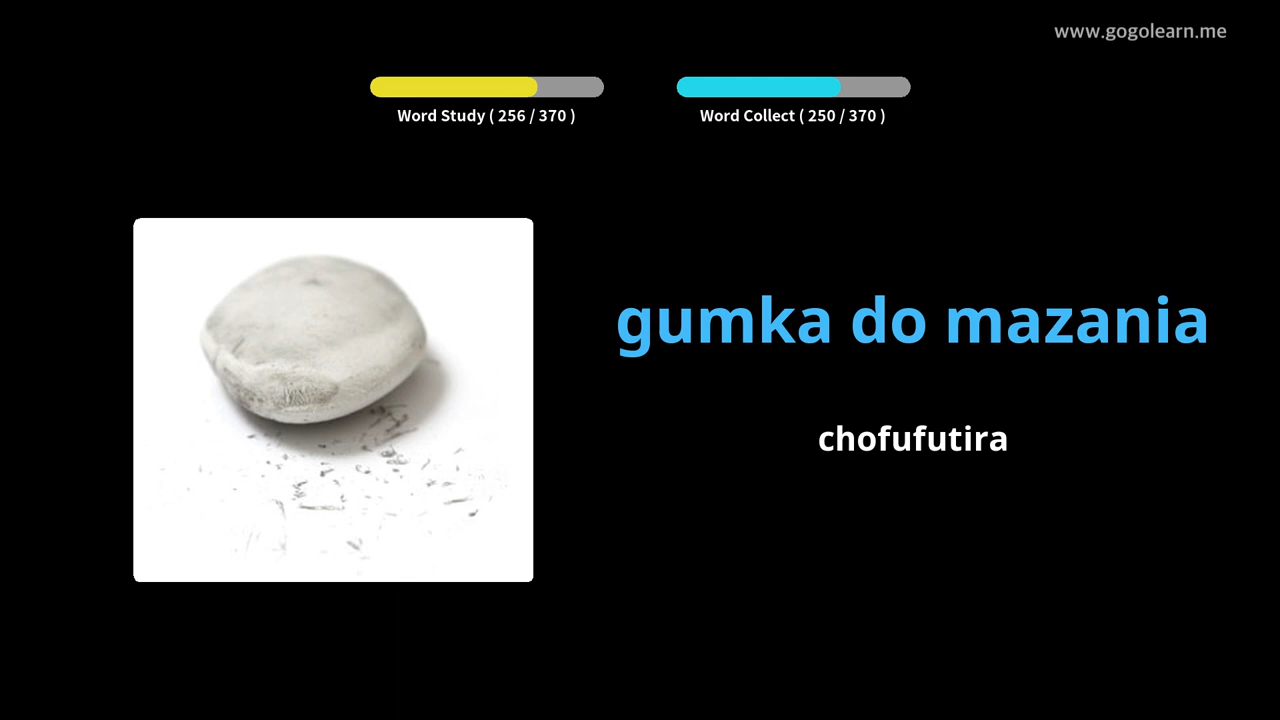 www.gogolearn.me
Word Study ( 256 / 370 )
Word Collect ( 250 / 370 )
gumka do mazania
chofufutira